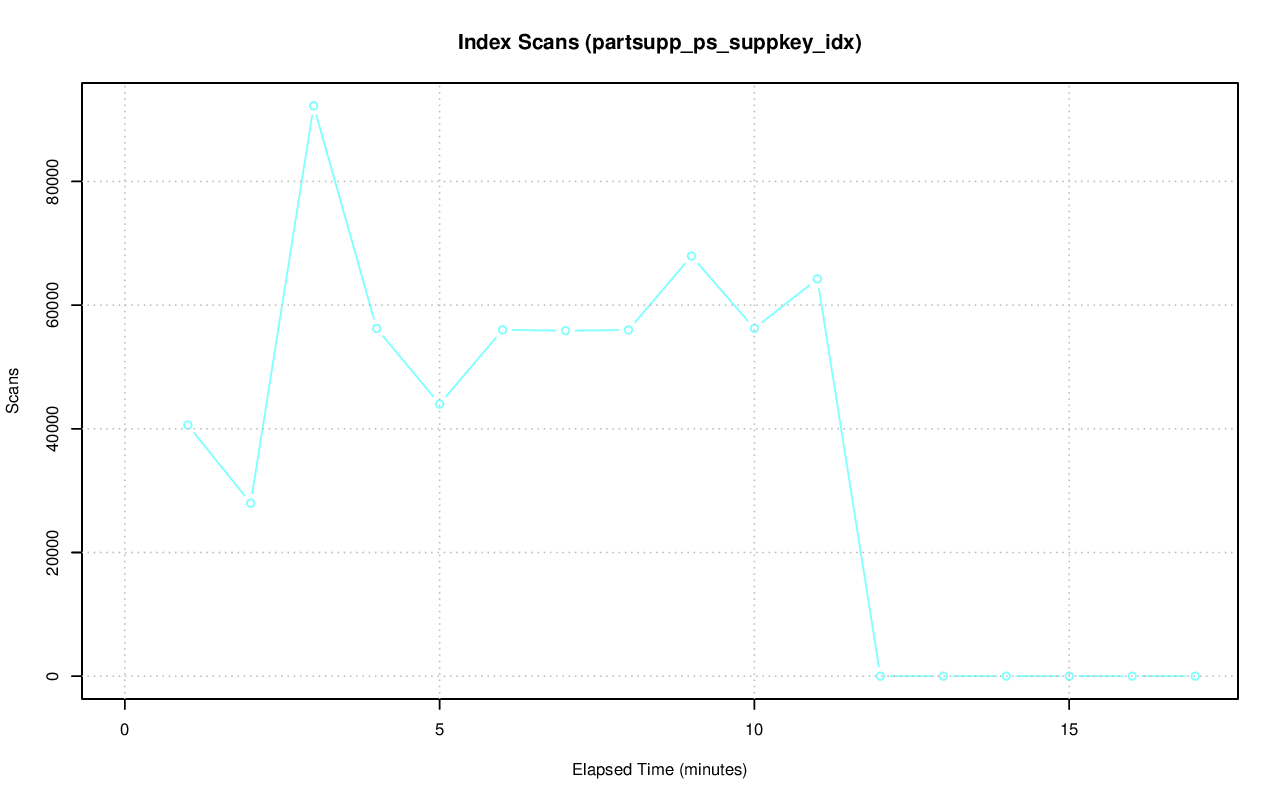 Index Scans (partsupp_ps_suppkey_idx)
80000
60000
40000
20000
0
Scans
0 5 10 15
Elapsed Time (minutes)